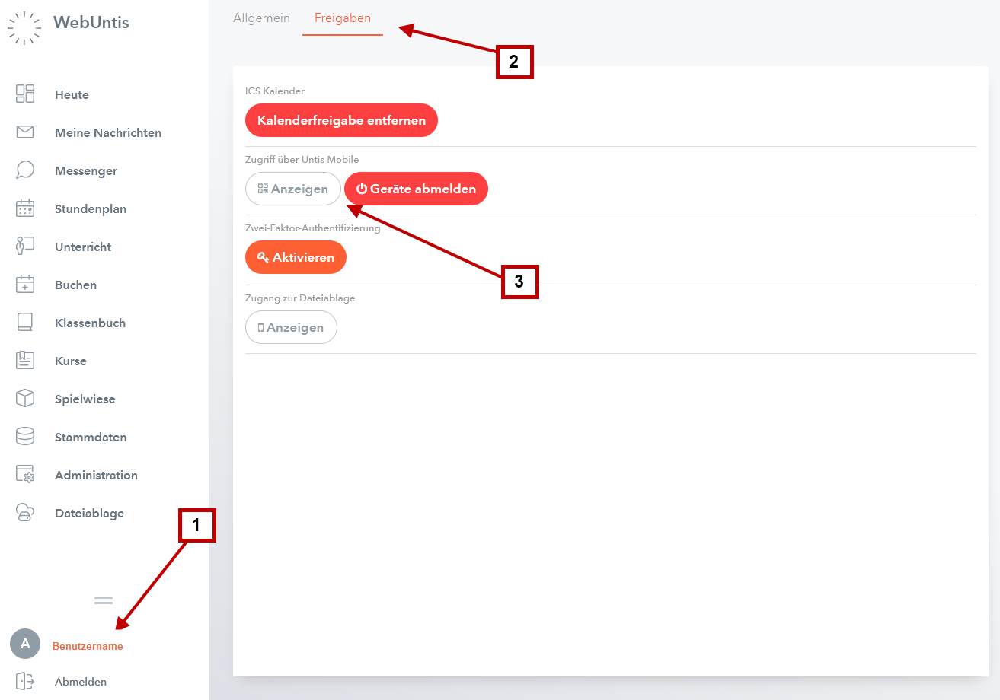 WebUntis
Heute
Meine Nachrichten
Messenger
Stundenplan
Unterricht
Buchen
Klassenbuch
Kurse
Spielwiese
Stammdaten
Administration
Dateiablage
1
A Benutzername
Abmelden
Allgemein Freigaben
2
ICS Kalender
Kalenderfreigabe entfernen
Zugriff über Untis Mobile
Anzeigen Geräte abmelden
Zwei-Faktor-Authentifizierung
Aktivieren
3
Zugang zur Dateiablage
Anzeigen